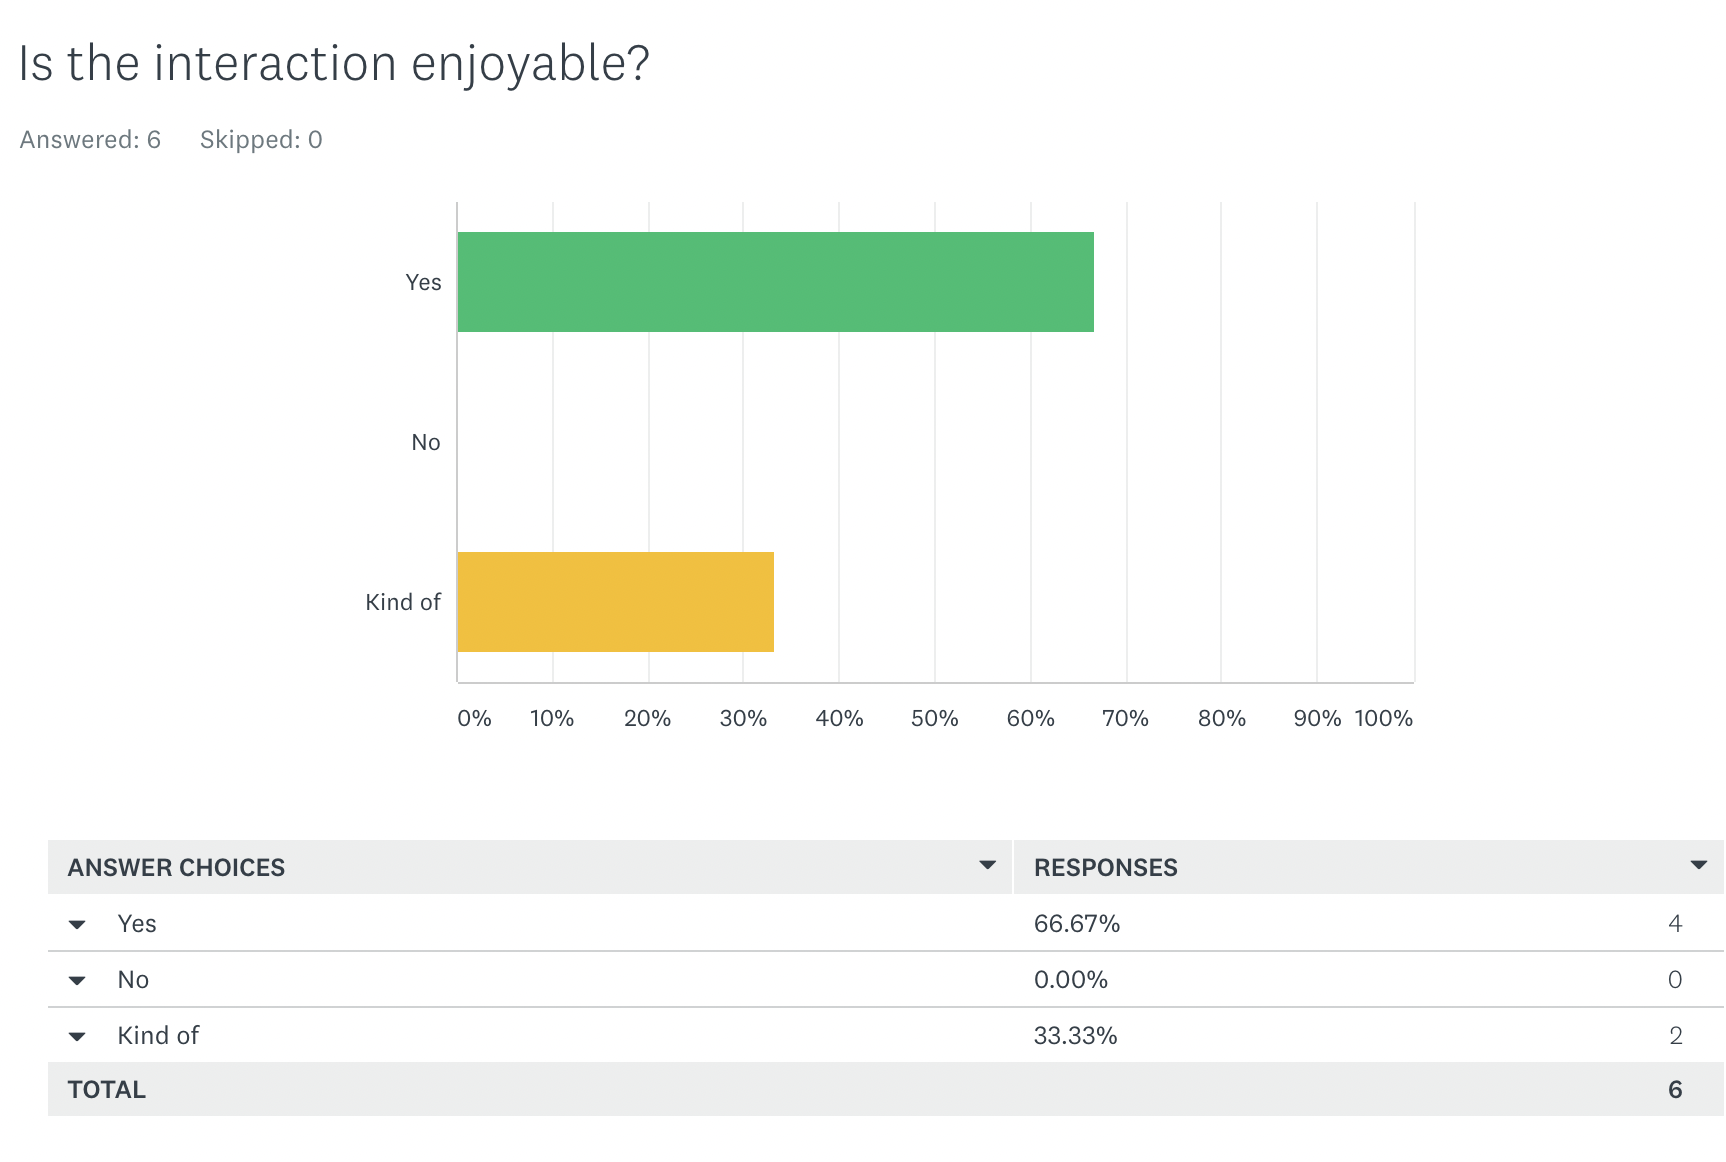 Is the interaction enjoyable?
Answered: 6 Skipped: 0
Yes
No
Kind of
0% 10% 20% 30% 40% 50% 60% 70% 80% 90% 100%
ANSWER CHOICES RESPONSES
Yes 66.67% 4
No 0.00% 0
Kind of 33.33% 2
TOTAL 6